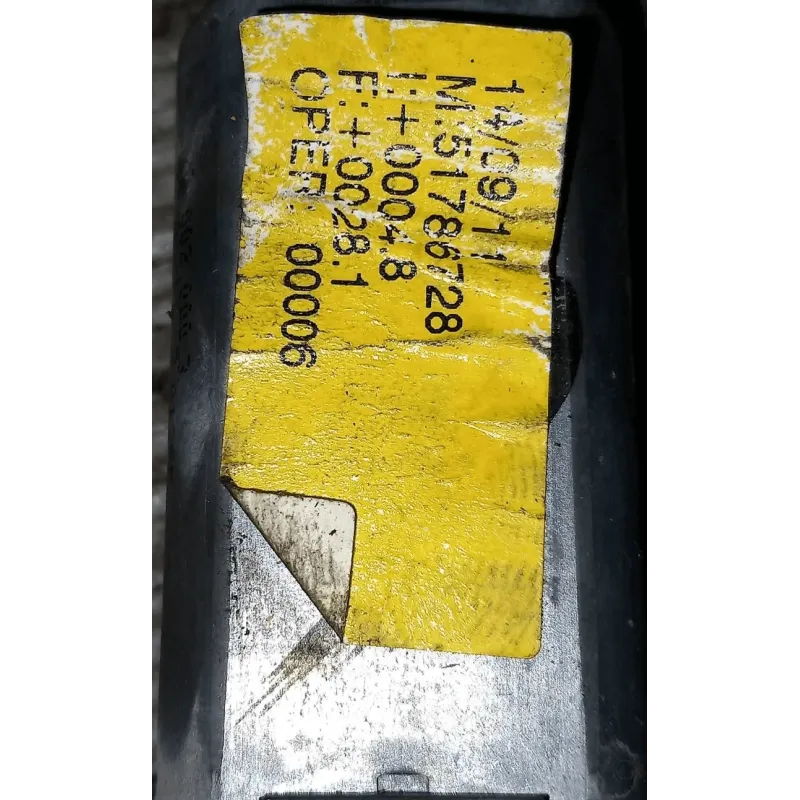 14/09/11
M:51786728
I:+0004.8
F:+0028.1
OPER: 00006